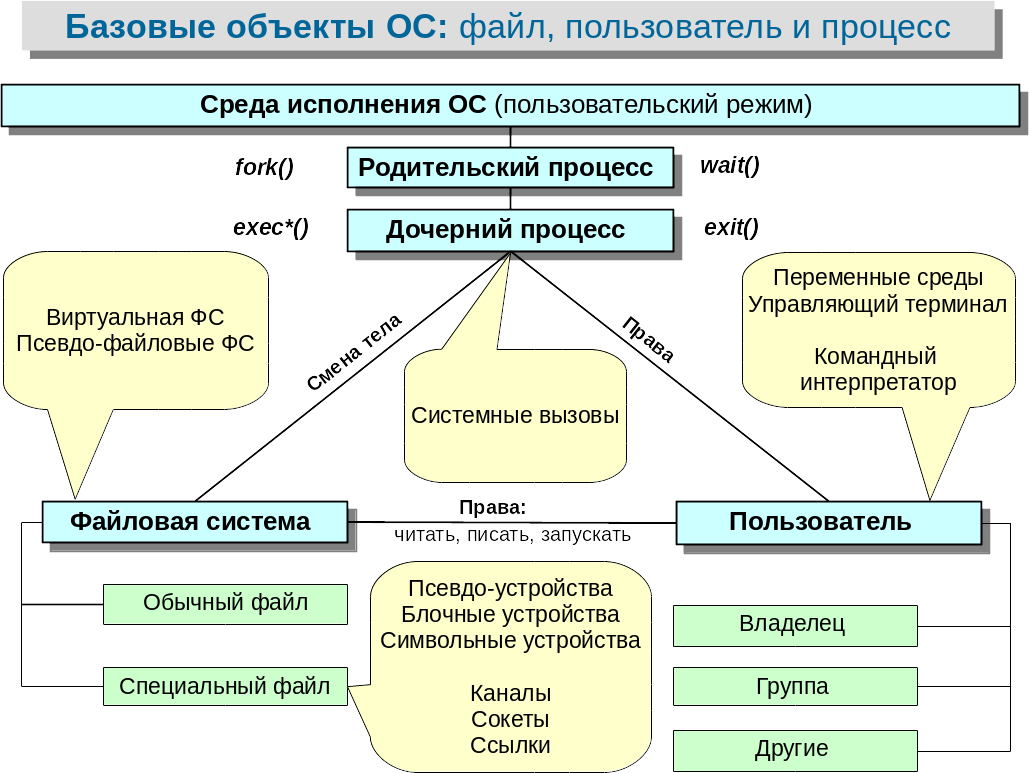 Базовые объекты ОС: файл, пользователь и процесс
Среда исполнения ОС (пользовательский режим)
fork()
Родительский процесс
wait()
exec*()
Дочерний процесс
exit()
Виртуальная ФС
Псевдо-файловые ФС
Смена тела
Системные вызовы
Права
Переменные среды
Управляющий терминал
Командный
интерпретатор
Файловая система
Права:
читать, писать, запускать
Пользователь
Обычный файл
Специальный файл
Псевдо-устройства
Блочные устройства
Символьные устройства
Каналы
Сокеты
Ссылки
Владелец
Группа
Другие